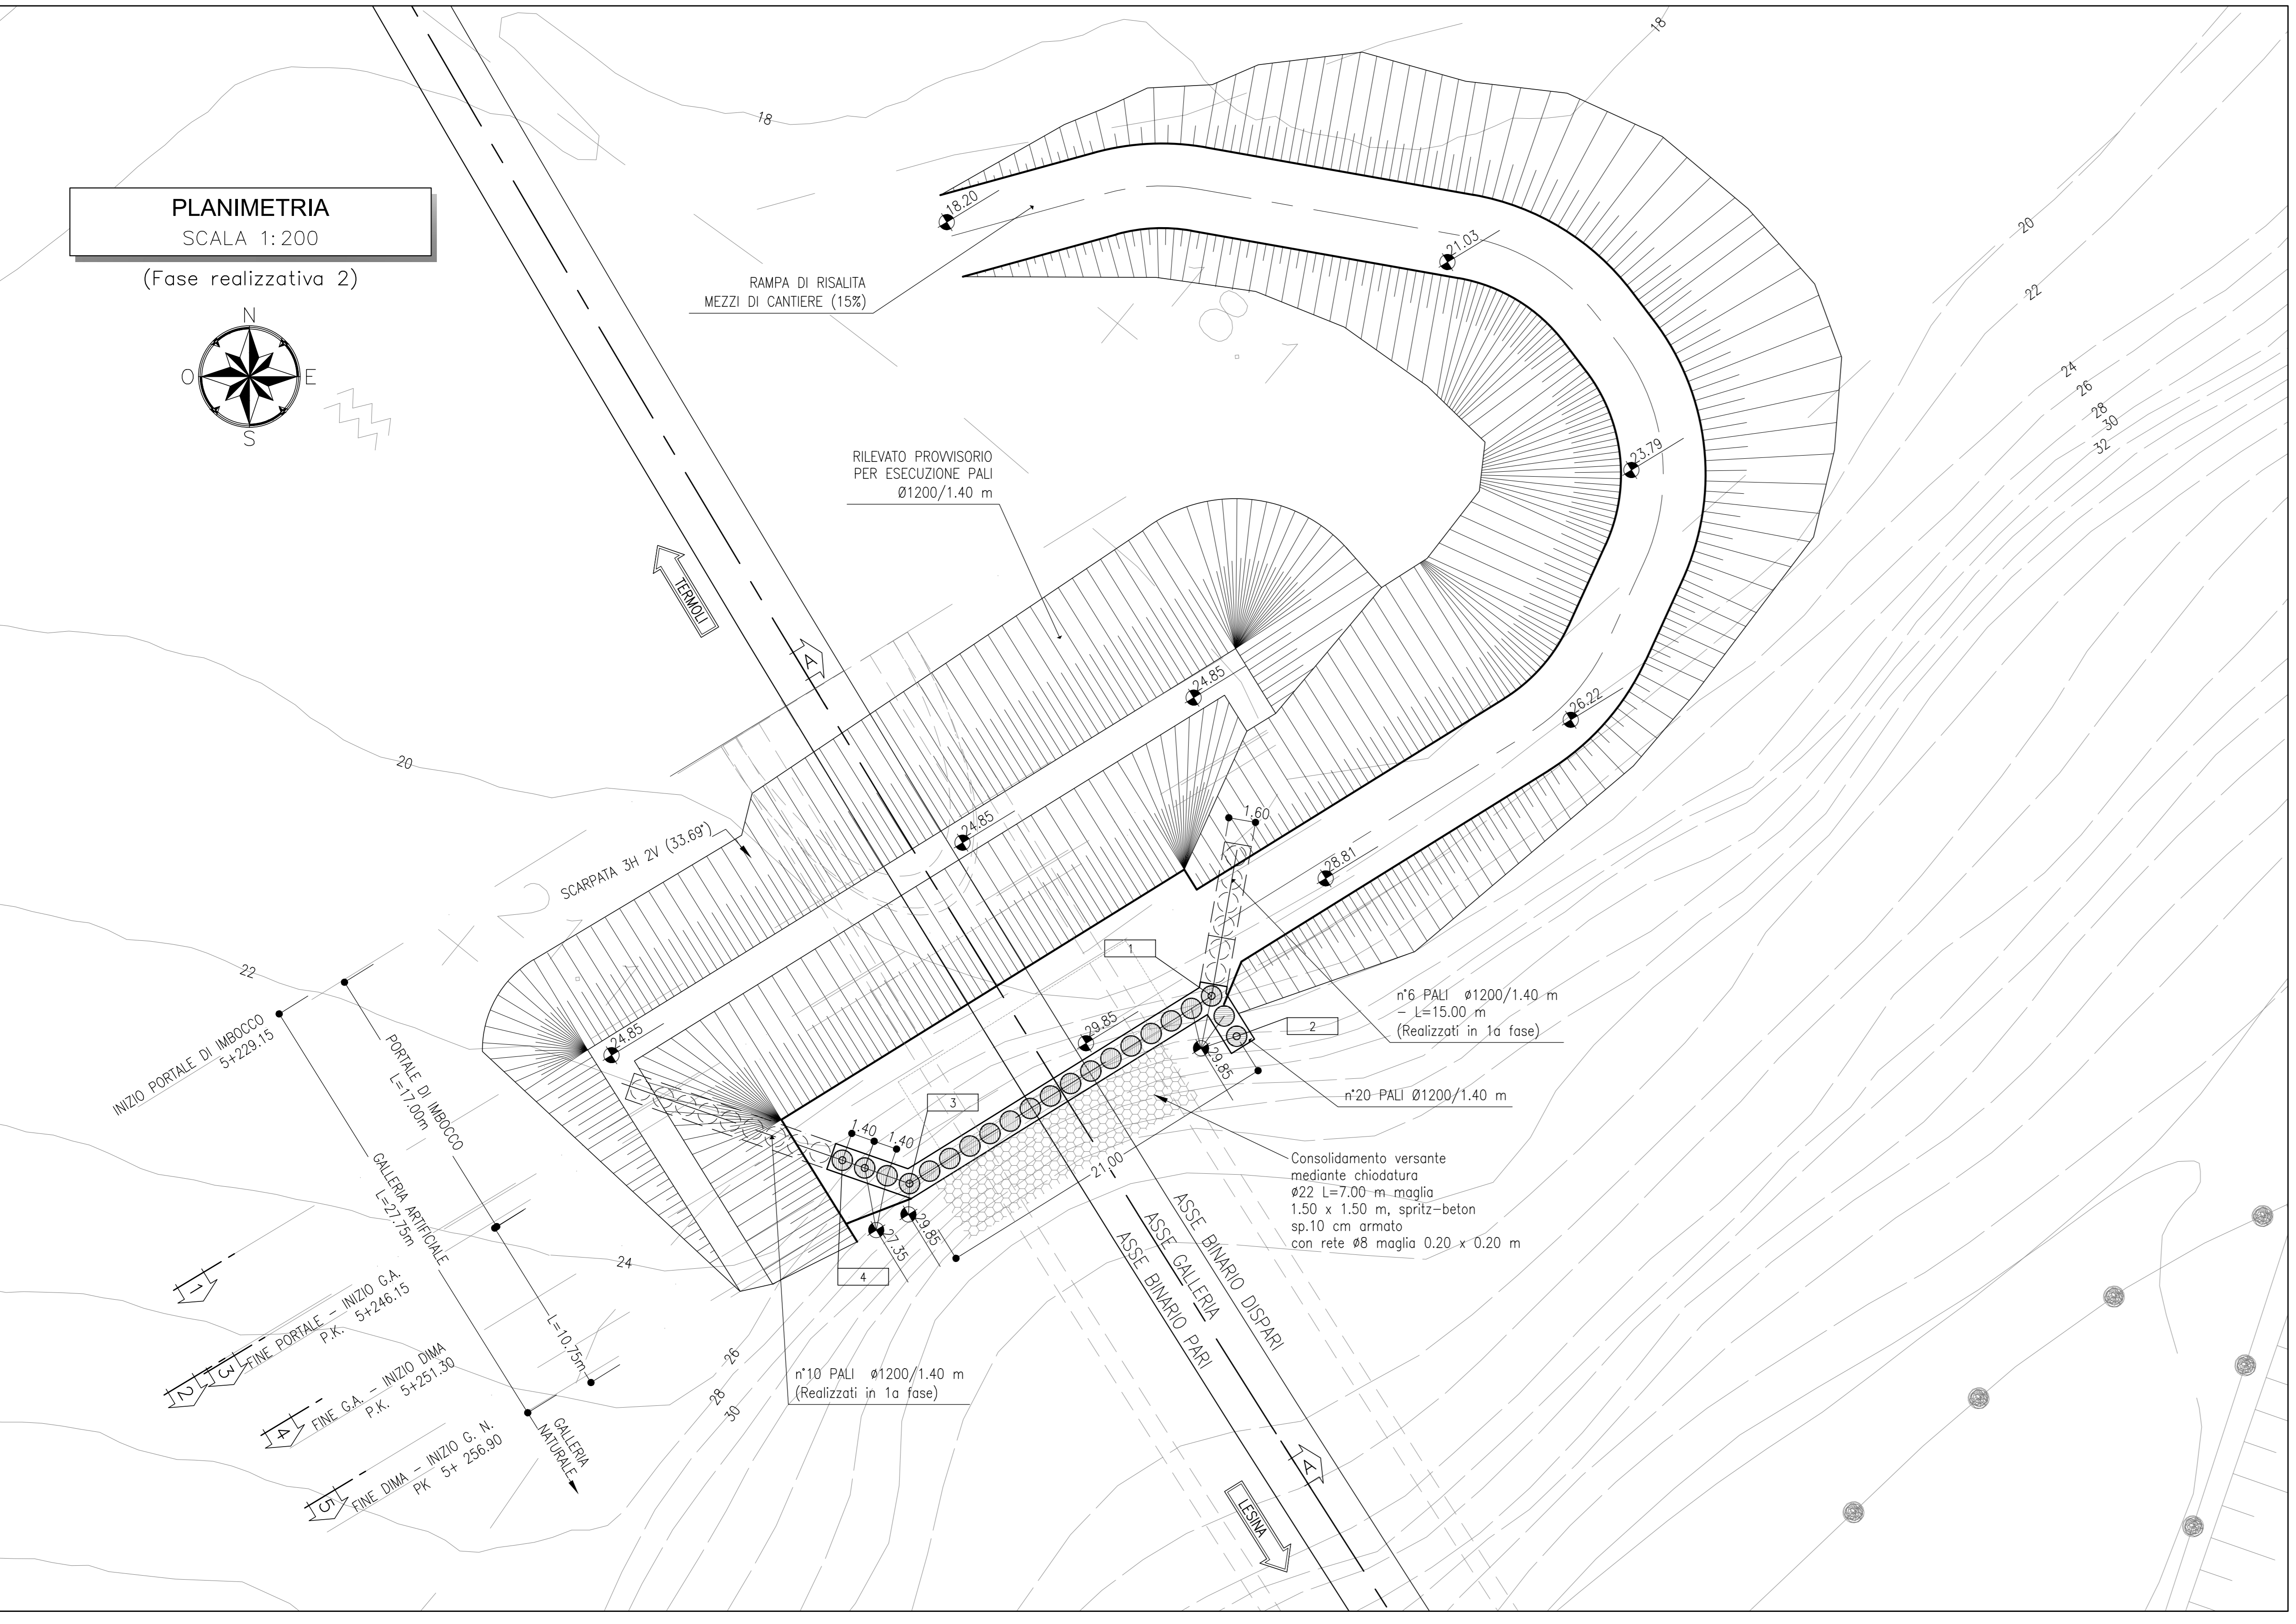 PLANIMETRIA
SCALA 1:200
(Fase realizzativa 2)
N
O
E
S
18
18
18.20
RAMPA DI RISALITA
MEZZI DI CANTIERE (15%)
21.03
20
22
24
26
28
30
32
RILEVATO PROVVISORIO
PER ESECUZIONE PALI
Ø1200/1.40 m
23.79
TERMOLI
A
24.85
26.22
20
24.85
SCARPATA 3H 2V (33.69°)
1.60
28.81
22
1
n°6 PALI ø1200/1.40 m
- L=15.00 m
(Realizzati in 1a fase)
2
24.85
29.85
29.85
n°20 PALI Ø1200/1.40 m
3
1.40
1.40
INIZIO PORTALE DI IMBOCCO
5+229.15
PORTALE DI IMBOCCO
L=17.00m
GALLERIA ARTIFICIALE
L=27.75m
21.00
Consolidamento versante
mediante chiodatura
ø22 L=7.00 m maglia
1.50 x 1.50 m, spritz-beton
sp.10 cm armato
con rete ø8 maglia 0.20 x 0.20 m
29.85
27.35
4
24
ASSE BINARIO DISPARI
ASSE GALLERIA
ASSE BINARIO PARI
1
FINE PORTALE - INIZIO G.A.
P.K. 5+246.15
2
3
L=10.75m
FINE G.A. - INIZIO DIMA
P.K. 5+251.30
4
26
28
30
n°10 PALI ø1200/1.40 m
(Realizzati in 1a fase)
FINE DIMA - INIZIO G. N.
PK 5+ 256.90
5
GALLERIA
NATURALE
A
LESINA